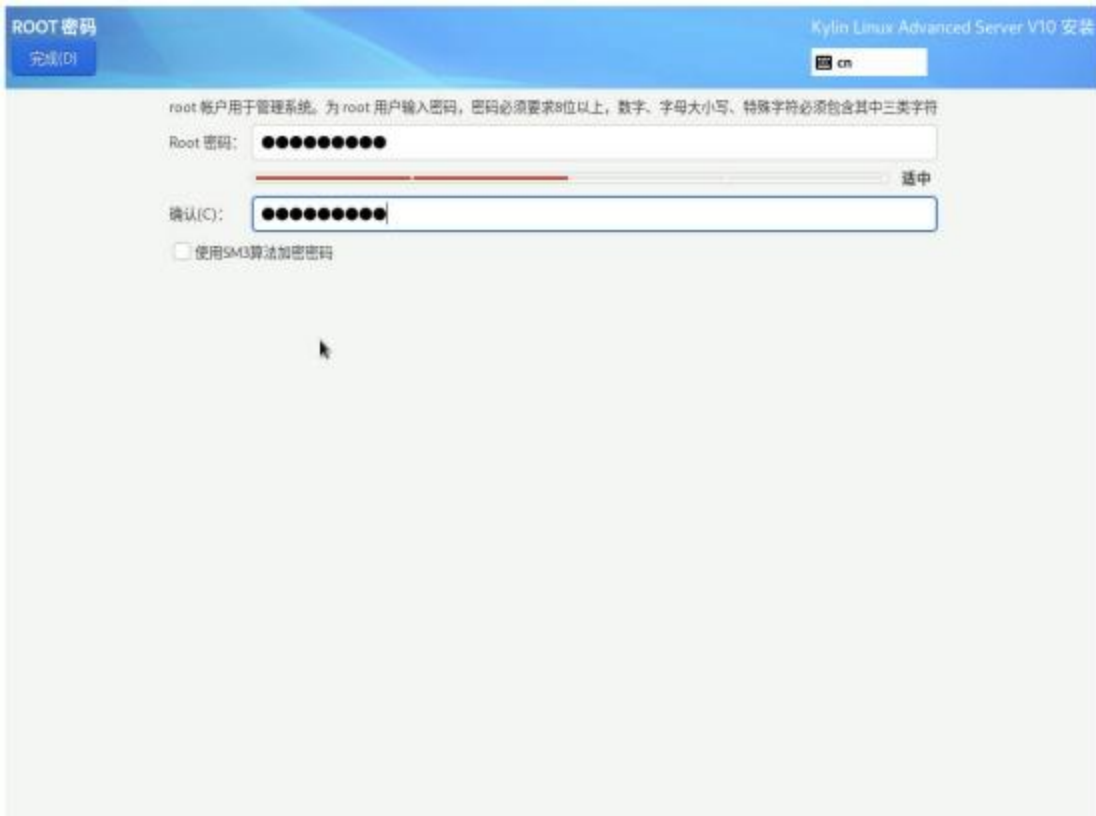 ROOT 密码
Kylin Linux Advanced Server V10 安装
完成(D)
cn
root 帐户用于管理系统。为 root 用户输入密码，密码必须要求8位以上，数字、字母大小写、特殊字符必须包含其中三类字符
Root 密码：
●●●●●●●●●
适中
确认(C)：
●●●●●●●●●
使用SM3算法加密密码